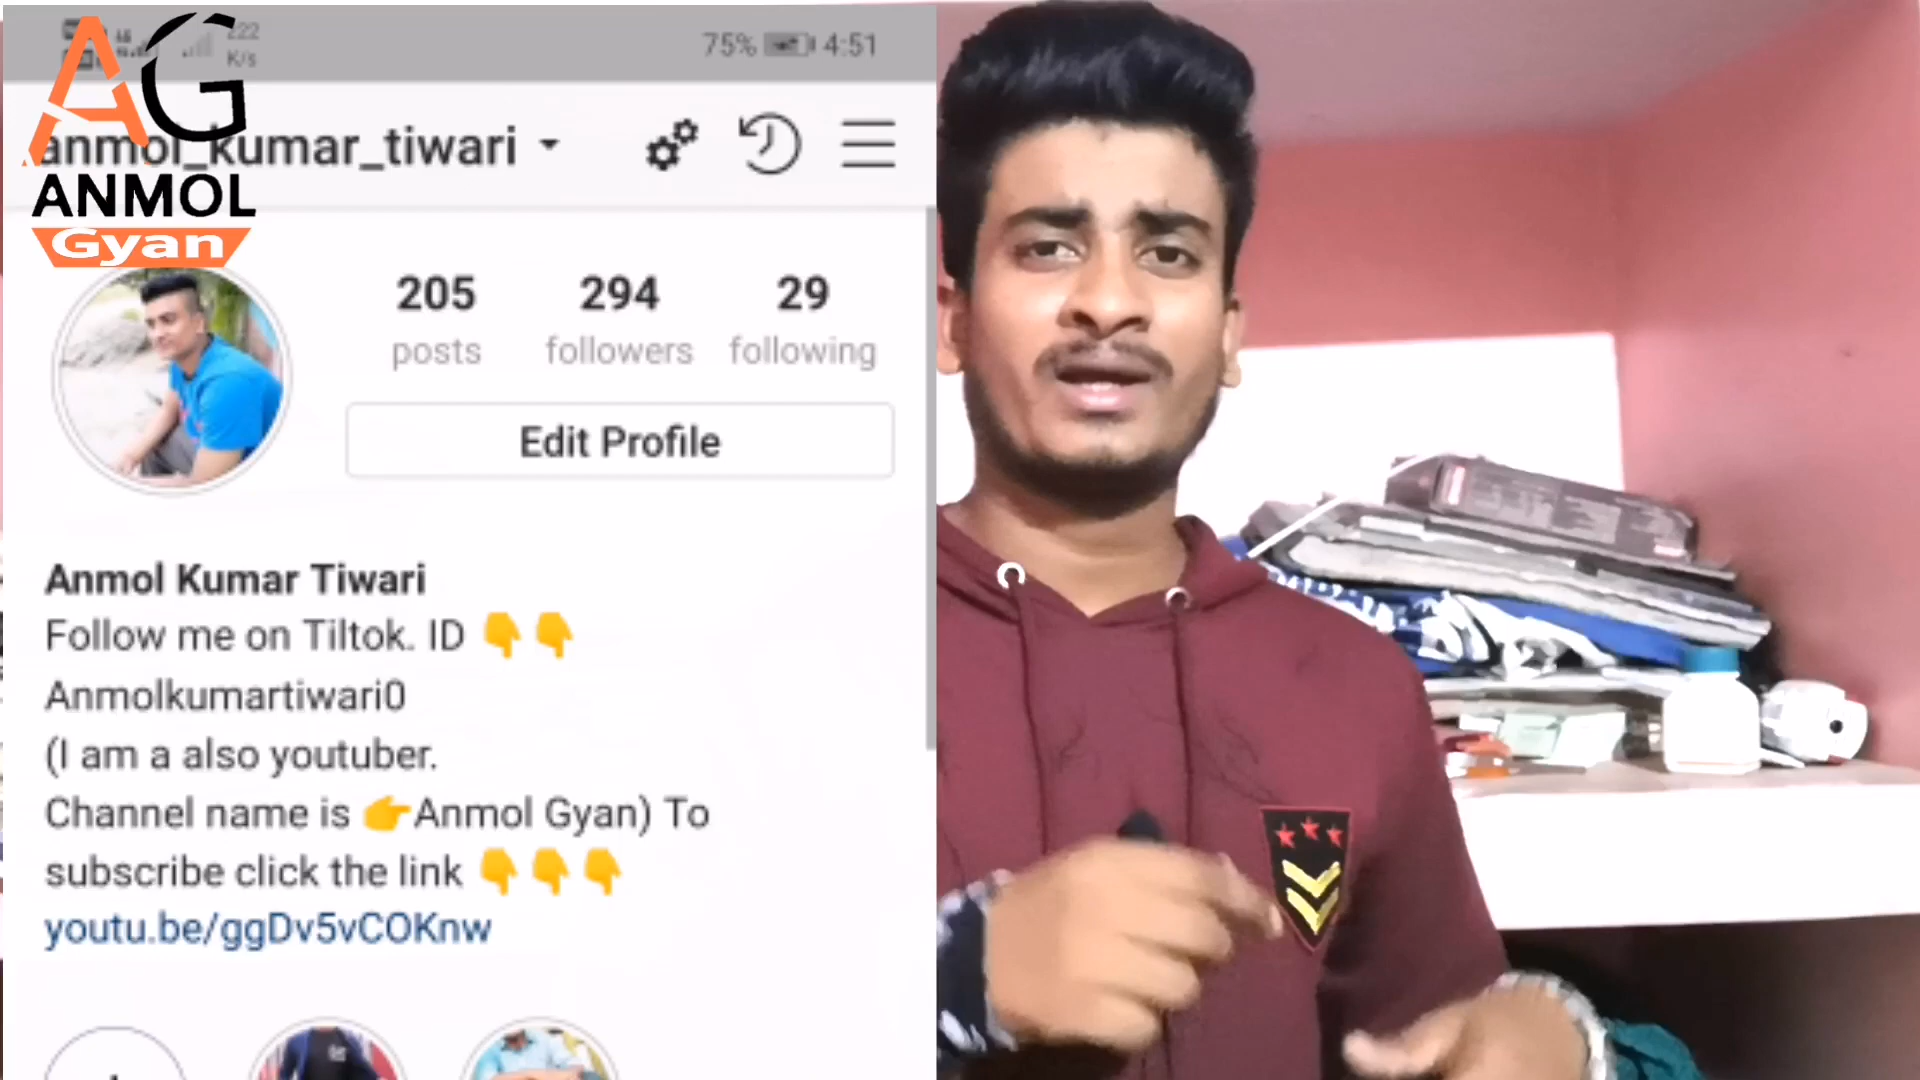 222
K/s
75% 4:51
AG
anmol_kumar_tiwari
ANMOL
Gyan
205 294 29
posts followers following
Edit Profile
Anmol Kumar Tiwari
Follow me on Tiltok. ID 👇👇
Anmolkumartiwari0
(I am a also youtuber.
Channel name is 👉Anmol Gyan) To
subscribe click the link 👇👇👇
youtu.be/ggDv5vCOKnw